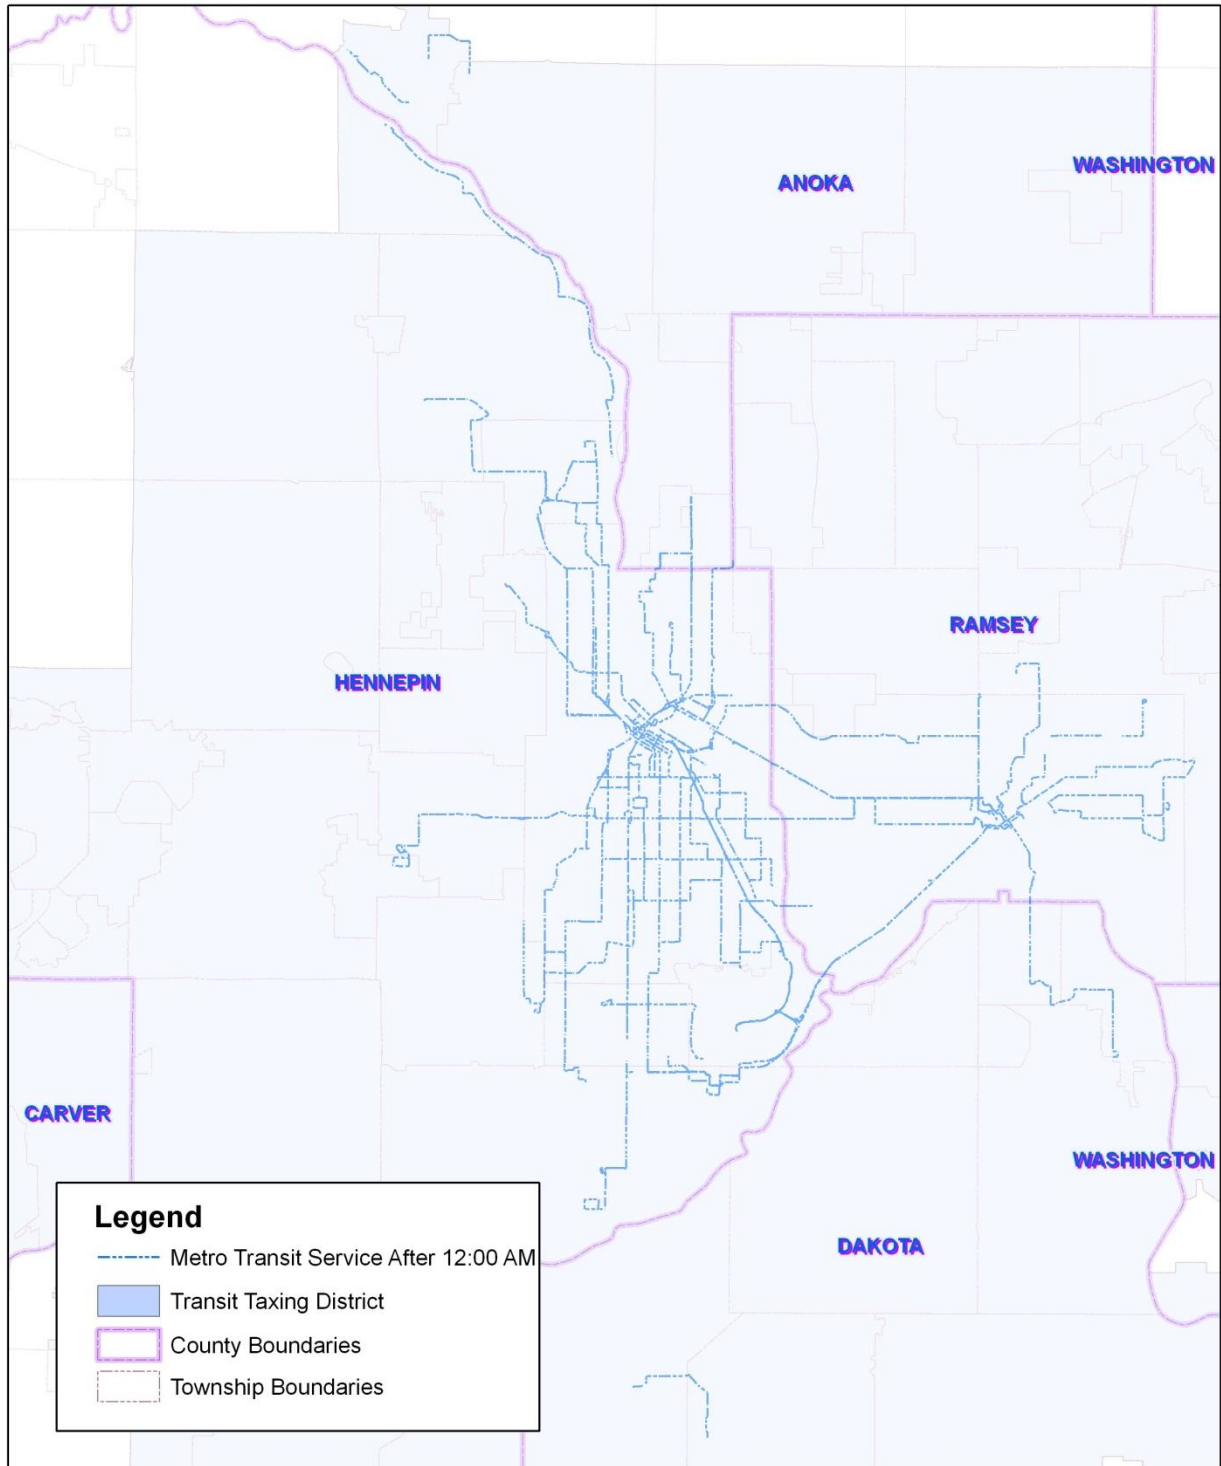 WASHINGTON
ANOKA
RAMSEY
HENNEPIN
CARVER
WASHINGTON
DAKOTA
Legend
Metro Transit Service After 12:00 AM
Transit Taxing District
County Boundaries
Township Boundaries